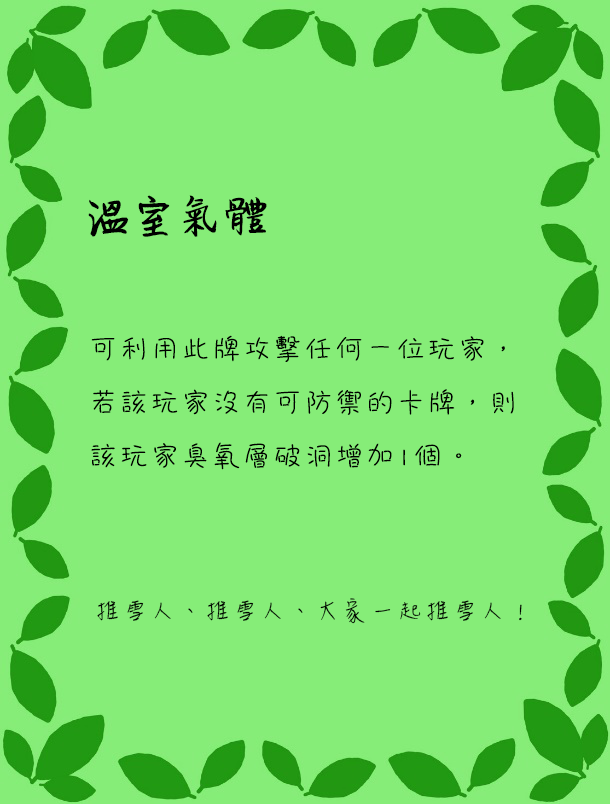 溫室氣體
可利用此牌攻擊任何一位玩家，
若該玩家沒有可防禦的卡牌，則
該玩家臭氧層破洞增加1個。
推雪人、推雪人、大家一起推雪人！